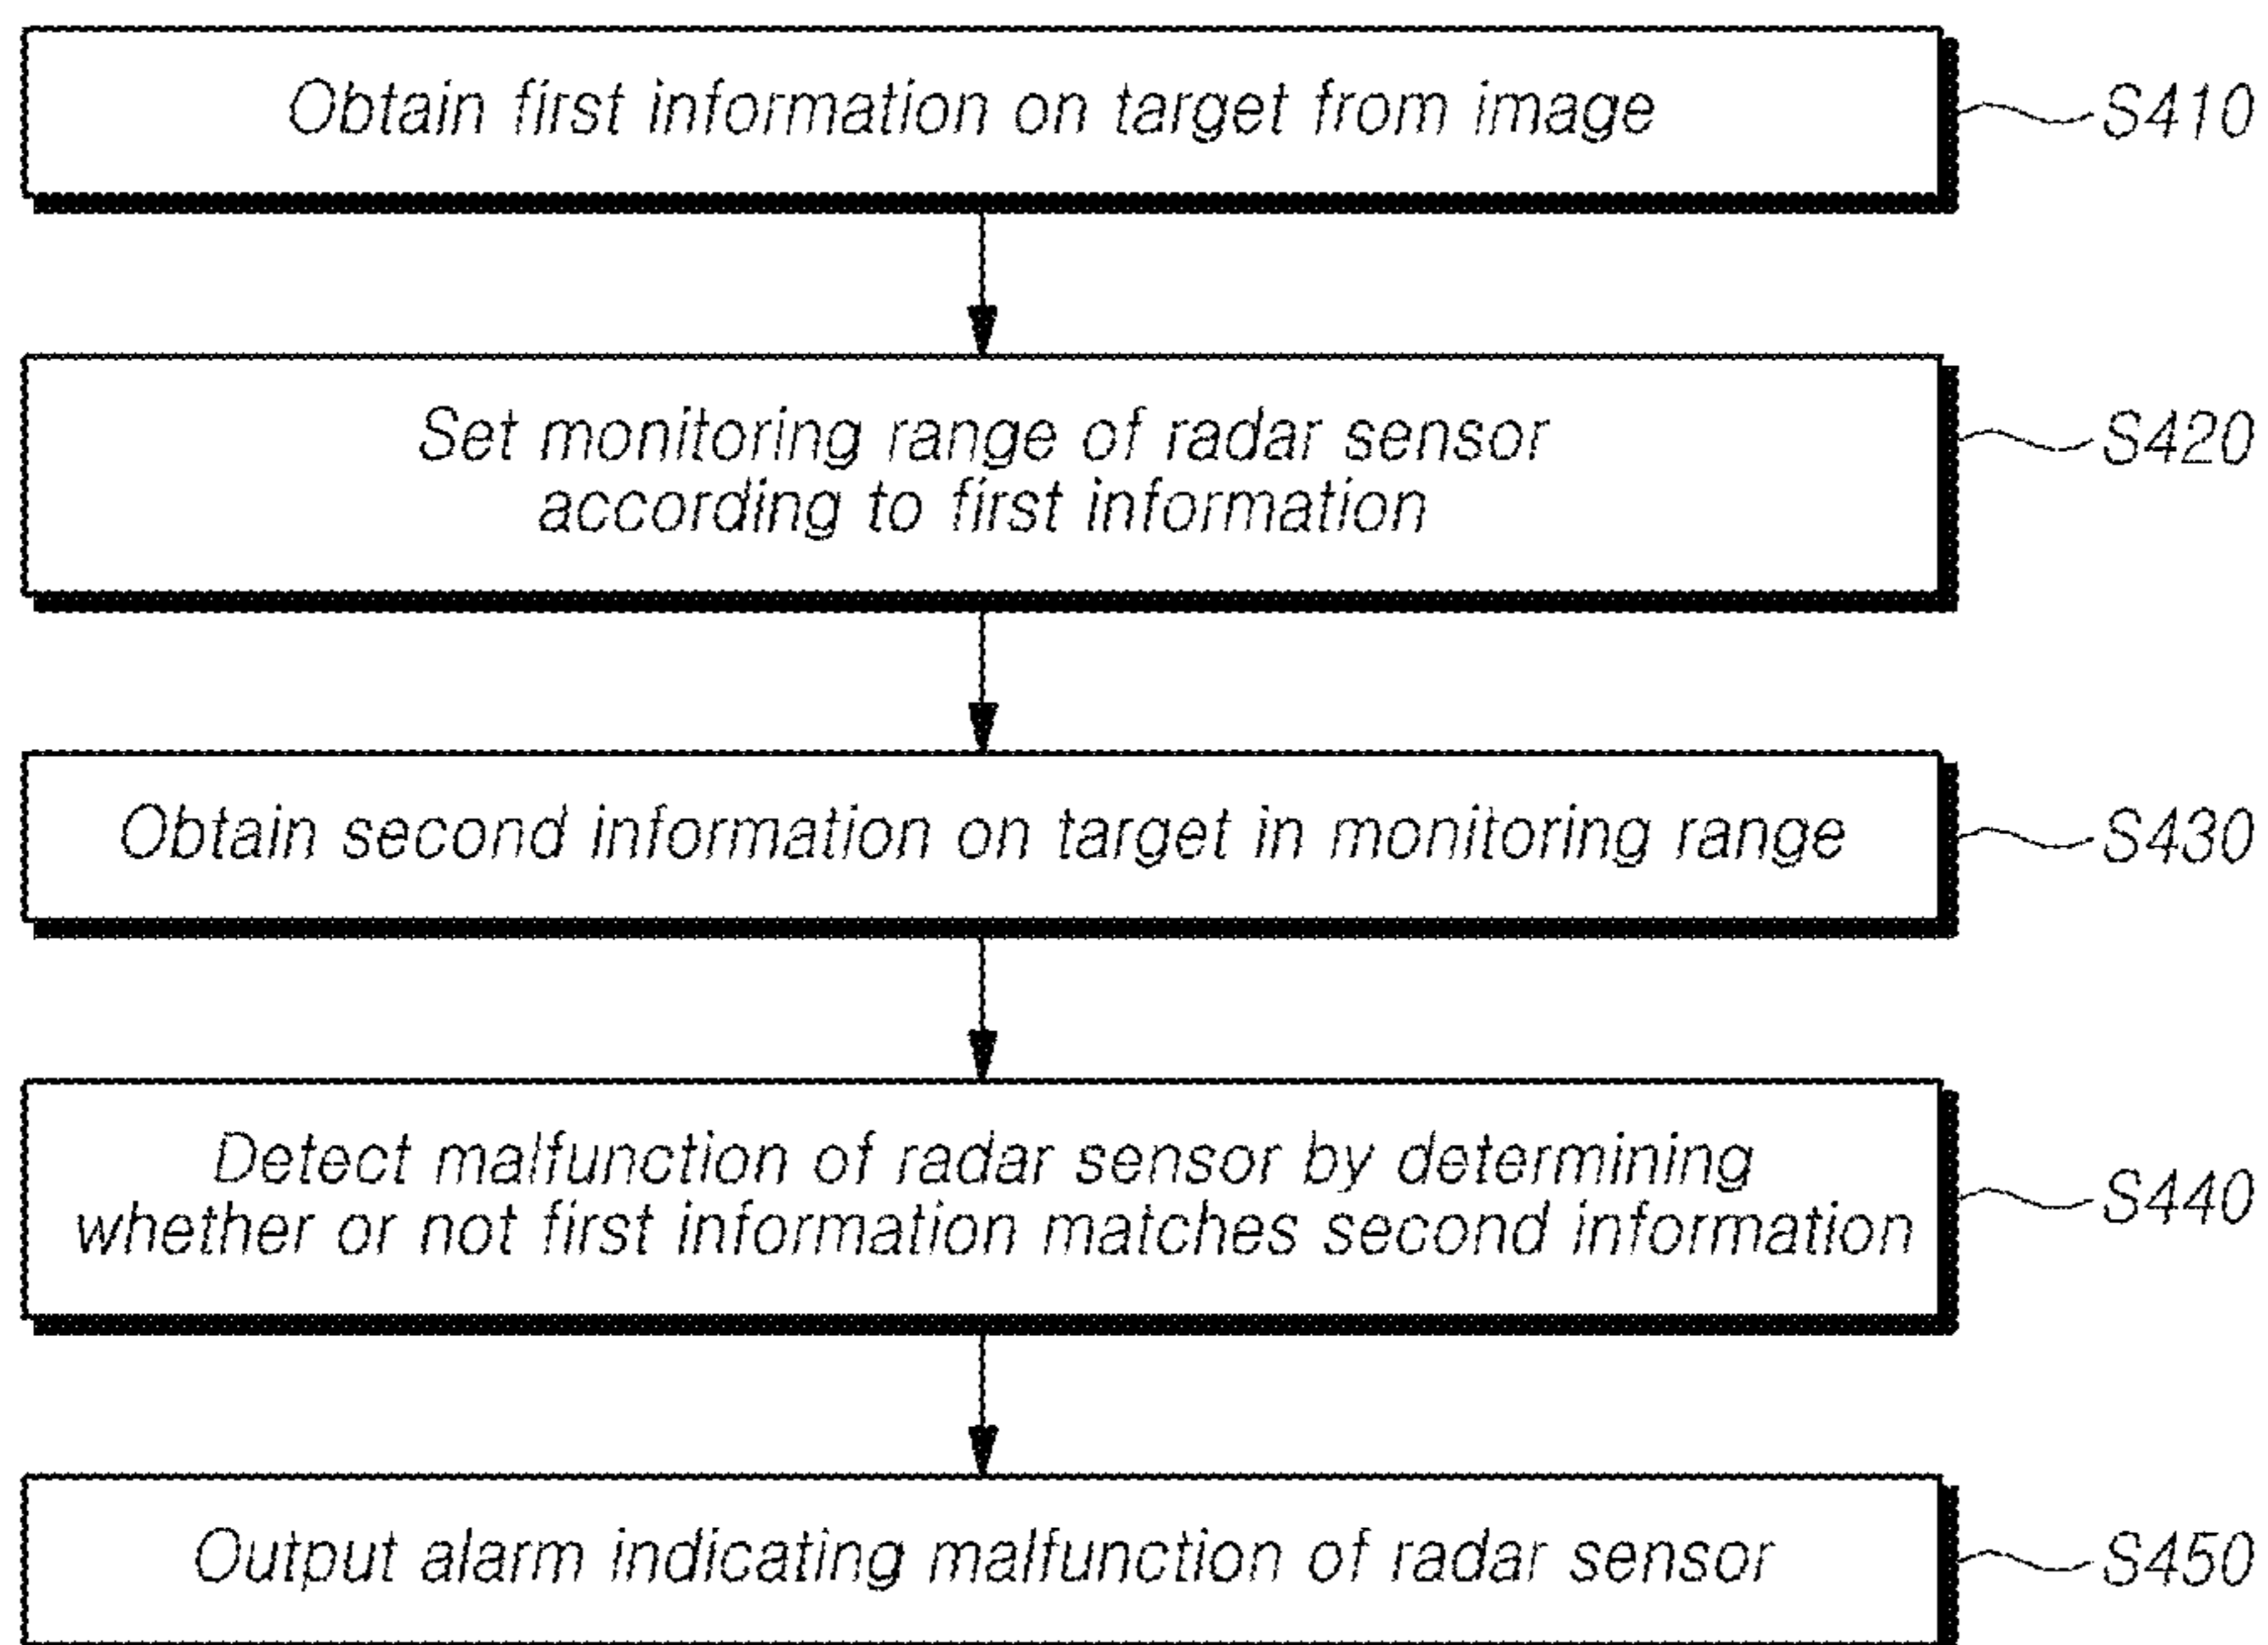 Obtain first information on target from image
S410
Set monitoring range of radar sensor
according to first information
S420
Obtain second information on target in monitoring range
S430
Detect malfunction of radar sensor by determining
whether or not first information matches second information
S440
Output alarm indicating malfunction of radar sensor
S450